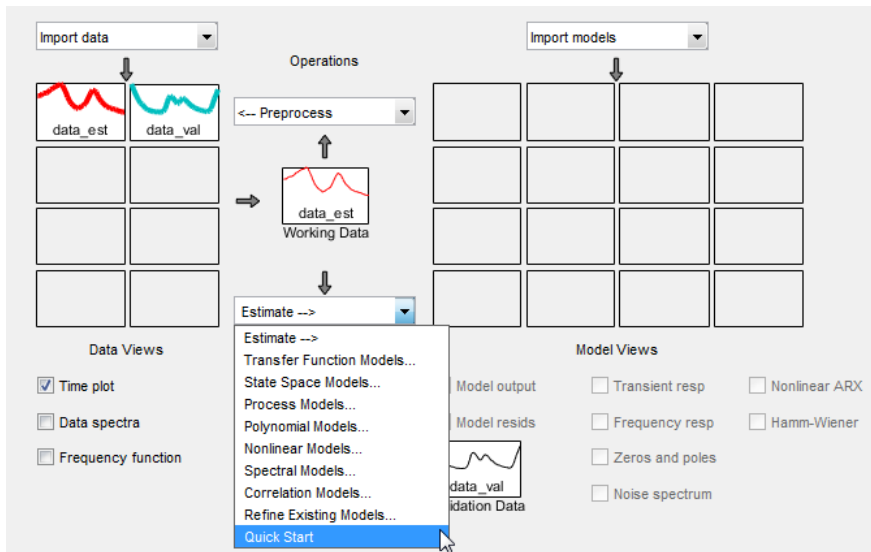 Import data
Operations
Import models
data_est
data_val
<-- Preprocess
data_est
Working Data
Estimate -->
Estimate -->
Transfer Function Models...
State Space Models...
Process Models...
Polynomial Models...
Nonlinear Models...
Spectral Models...
Correlation Models...
Refine Existing Models...
Quick Start
Data Views
Time plot
Data spectra
Frequency function
Model Views
Model output
Transient resp
Nonlinear ARX
Model resids
Frequency resp
Hamm-Wiener
Zeros and poles
Noise spectrum
data_val
idation Data